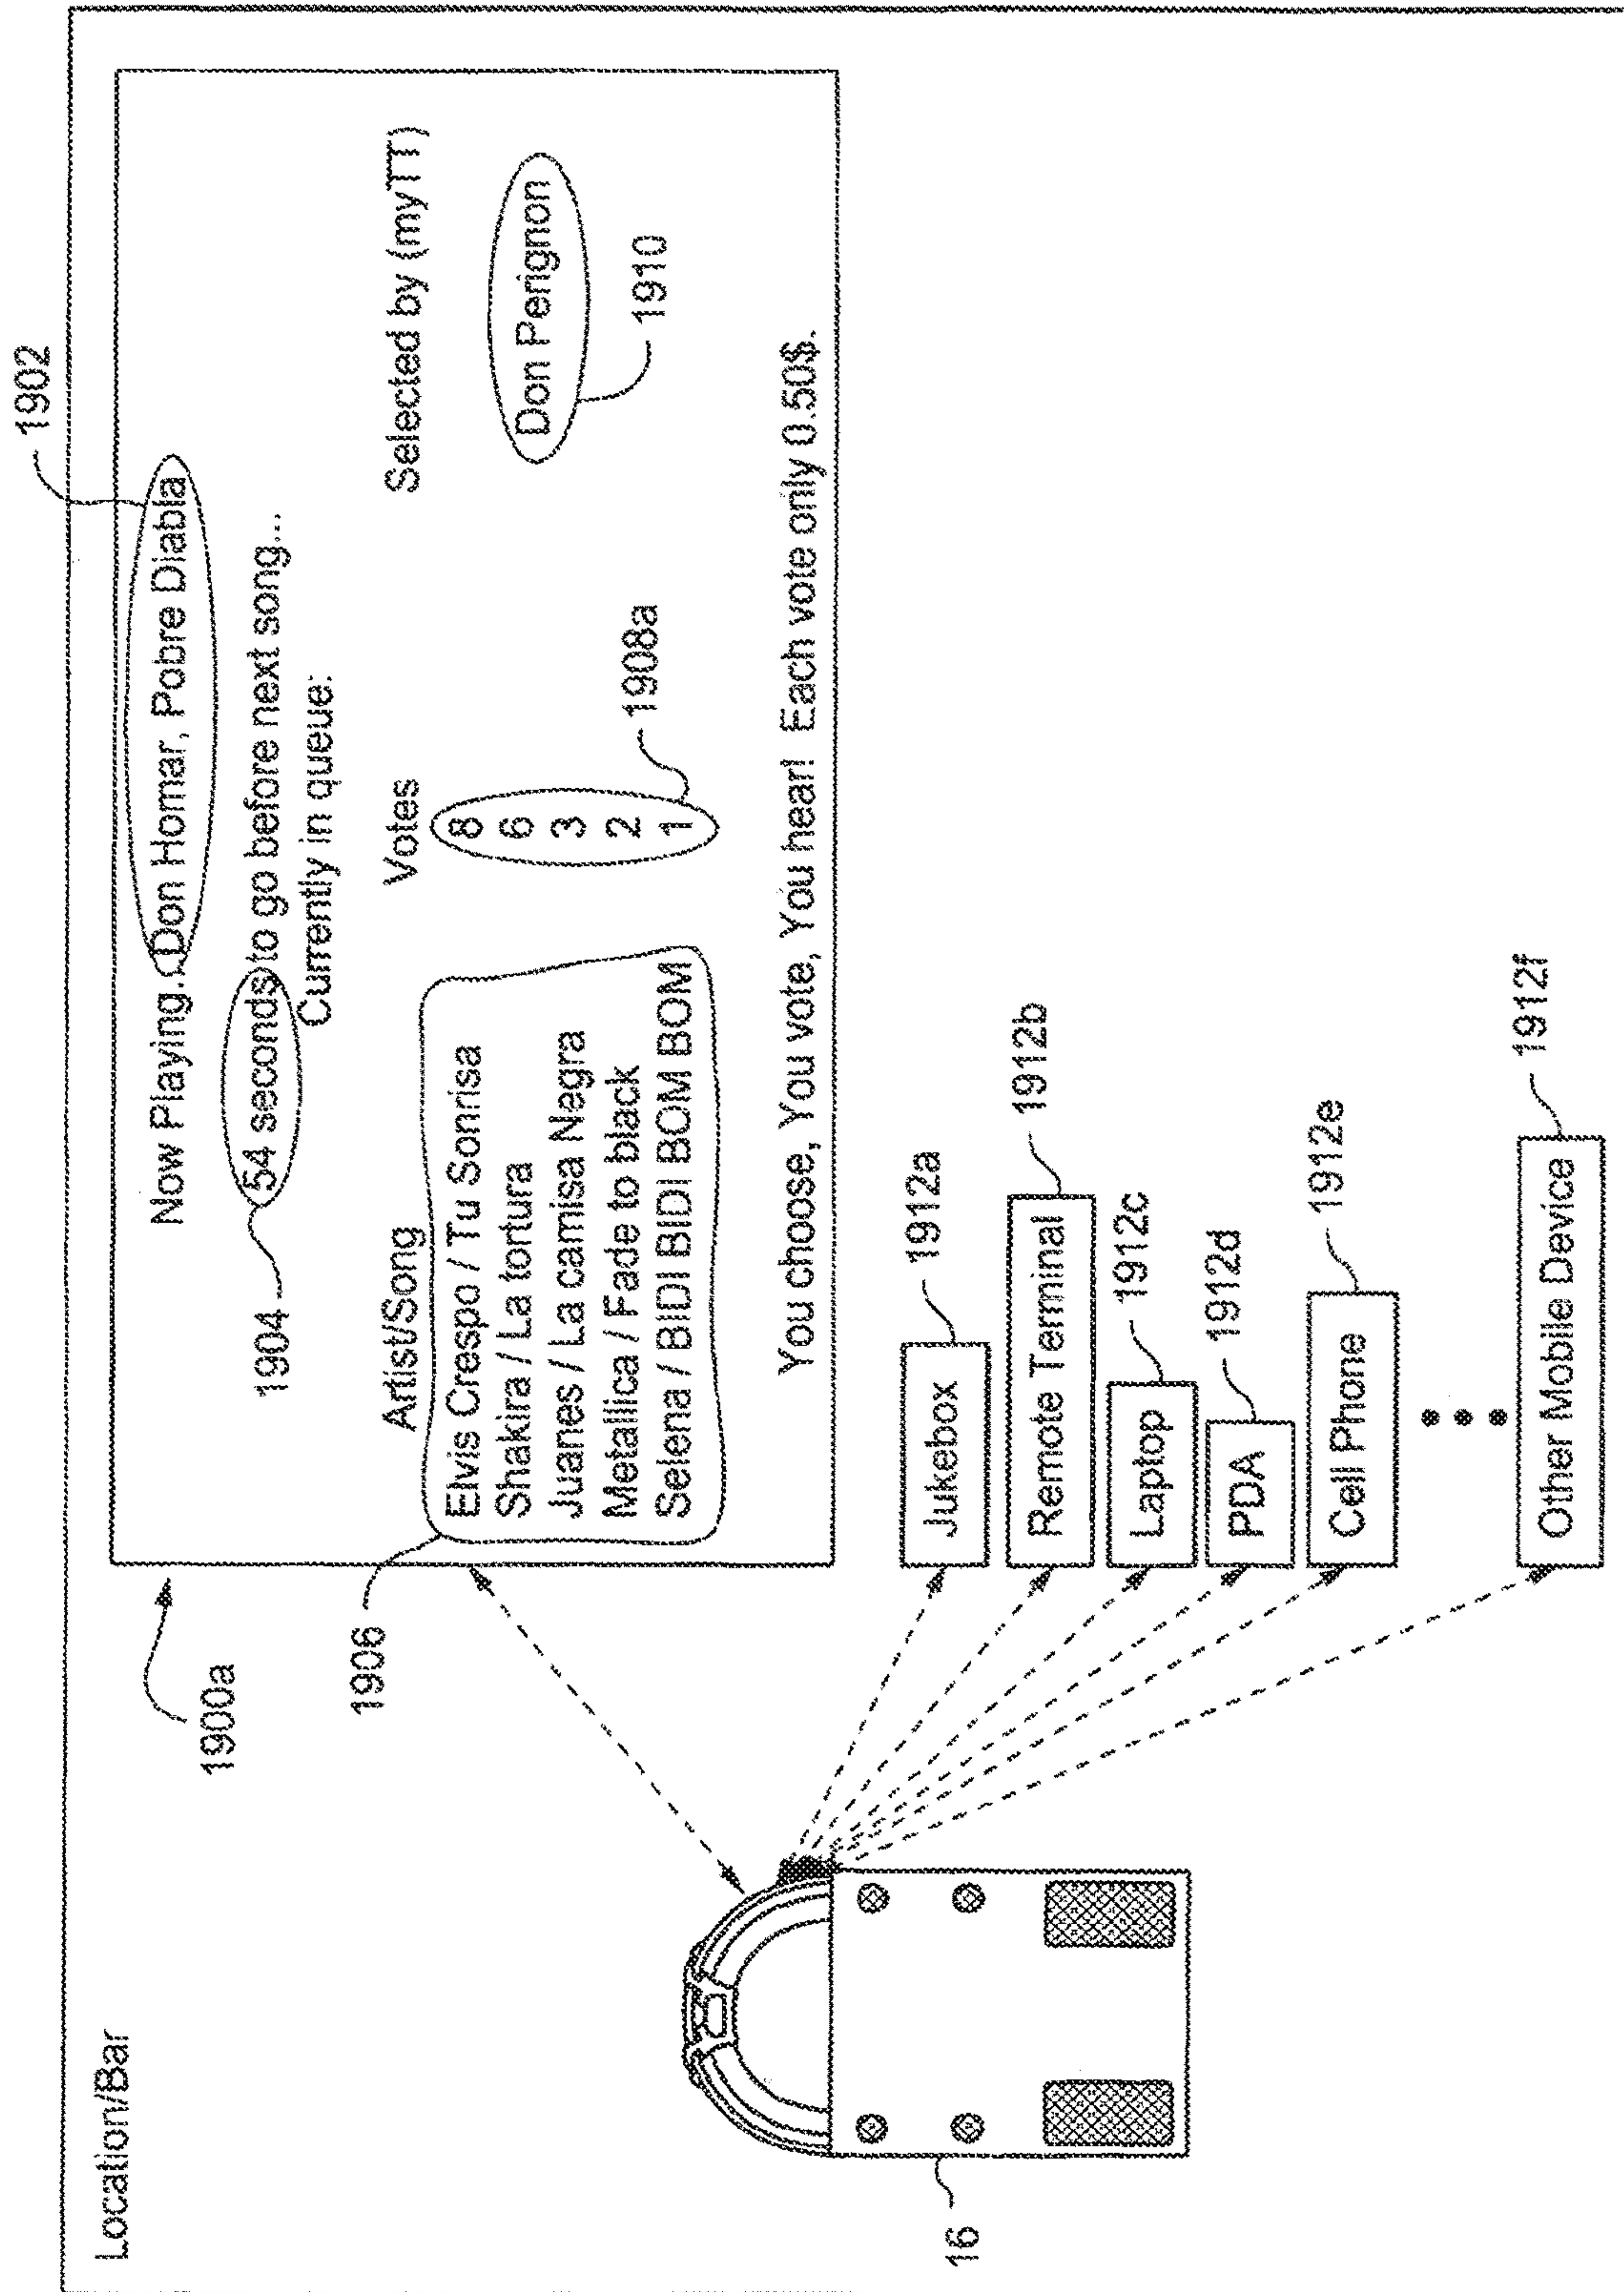 Location/Bar
1902
Now Playing...Don Homar, Pobre Diabla
54 seconds to go before next song...
1904
Currently in queue:
1900a
Artist/Song Votes Selected by (myTT)
1906
Elvis Crespo / Tu Sonrisa 8
Shakira / La tortura 6 Don Perignon
Juanes / La camisa Negra 3
Metallica / Fade to black 2
Selena / BIDI BIDI BOM BOM 1
1908a
1910
You choose, You vote, You hear! Each vote only 0.50$.
Jukebox
1912a
Remote Terminal
1912b
Laptop
1912c
PDA
1912d
Cell Phone
1912e
Other Mobile Device
1912f
16